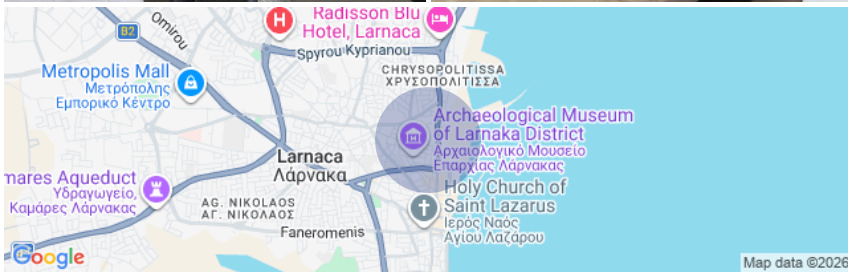 Omirou
B2
H
Radisson Blu
Hotel, Larnaca
Spyrou Kyprianou
Metropolis Mall
Μετρόπολης
Εμπορικό Κέντρο
CHRYSOPOLITISSA
ΧΡΥΣΟΠΟΛΙΤΙΣΣΑ
Archaeological Museum
of Larnaka District
Αρχαιολογικό Μουσείο
Επαρχίας Λάρνακας
Larnaca
Λάρνακα
mares Aqueduct
Υδραγωγείο,
Καμάρες Λάρνακας
AG. NIKOLAOS
ΑΓ. ΝΙΚΟΛΑΟΣ
Faneromenis
Holy Church of
Saint Lazarus
Ιερός Ναός
Αγίου Λαζάρου
Google
Map data ©2026